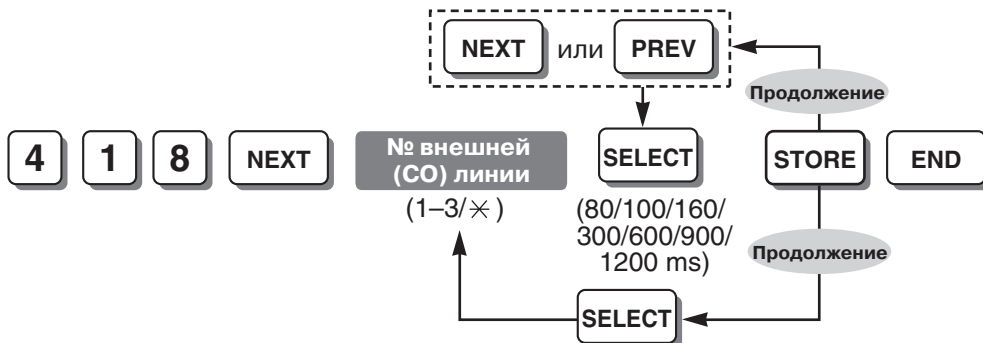 NEXT или PREV
Продолжение
4 1 8 NEXT № внешней (CO) линии SELECT STORE END
(1–3/✳)
(80/100/160/
300/600/900/
1200 ms)
Продолжение
SELECT